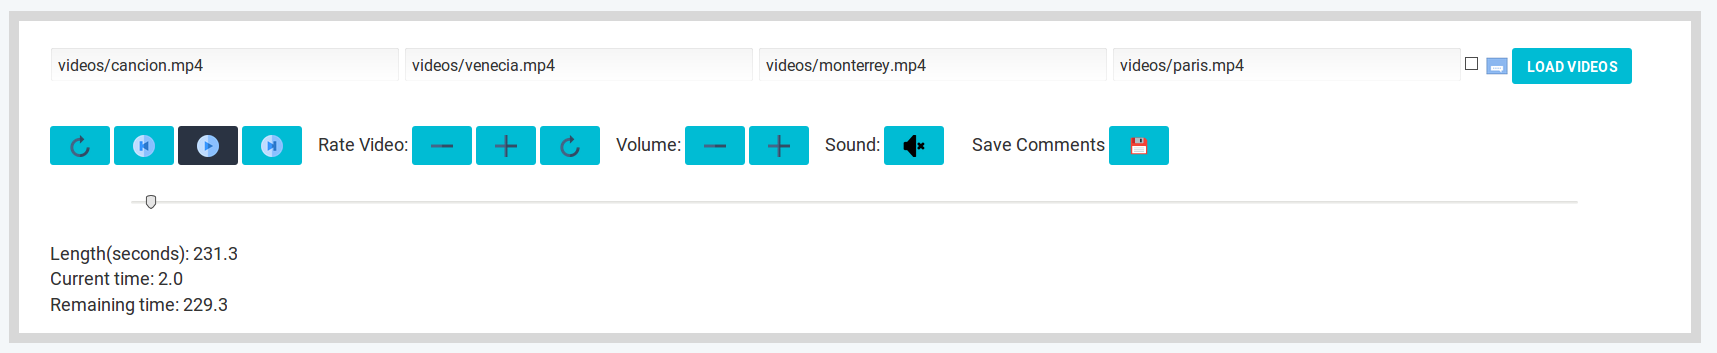 videos/cancion.mp4 videos/venecia.mp4 videos/monterrey.mp4 videos/paris.mp4 LOAD VIDEOS
Rate Video: Volume: Sound: Save Comments
Length(seconds): 231.3
Current time: 2.0
Remaining time: 229.3